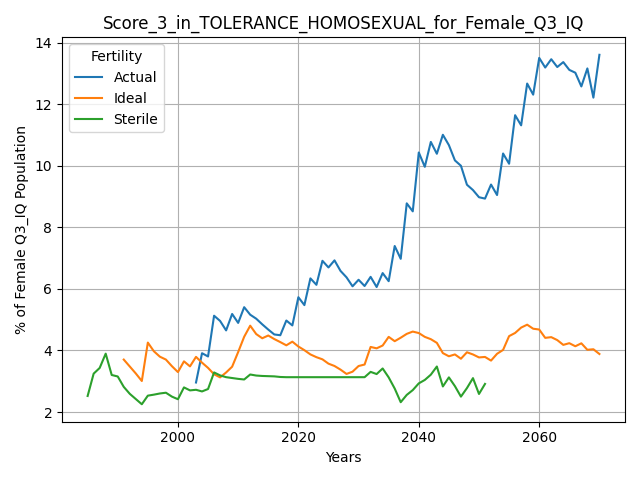 Score_3_in_TOLERANCE_HOMOSEXUAL_for_Female_Q3_IQ
Fertility
Actual
Ideal
Sterile
% of Female Q3_IQ Population
14
12
10
8
6
4
2
2000 2020 2040 2060
Years